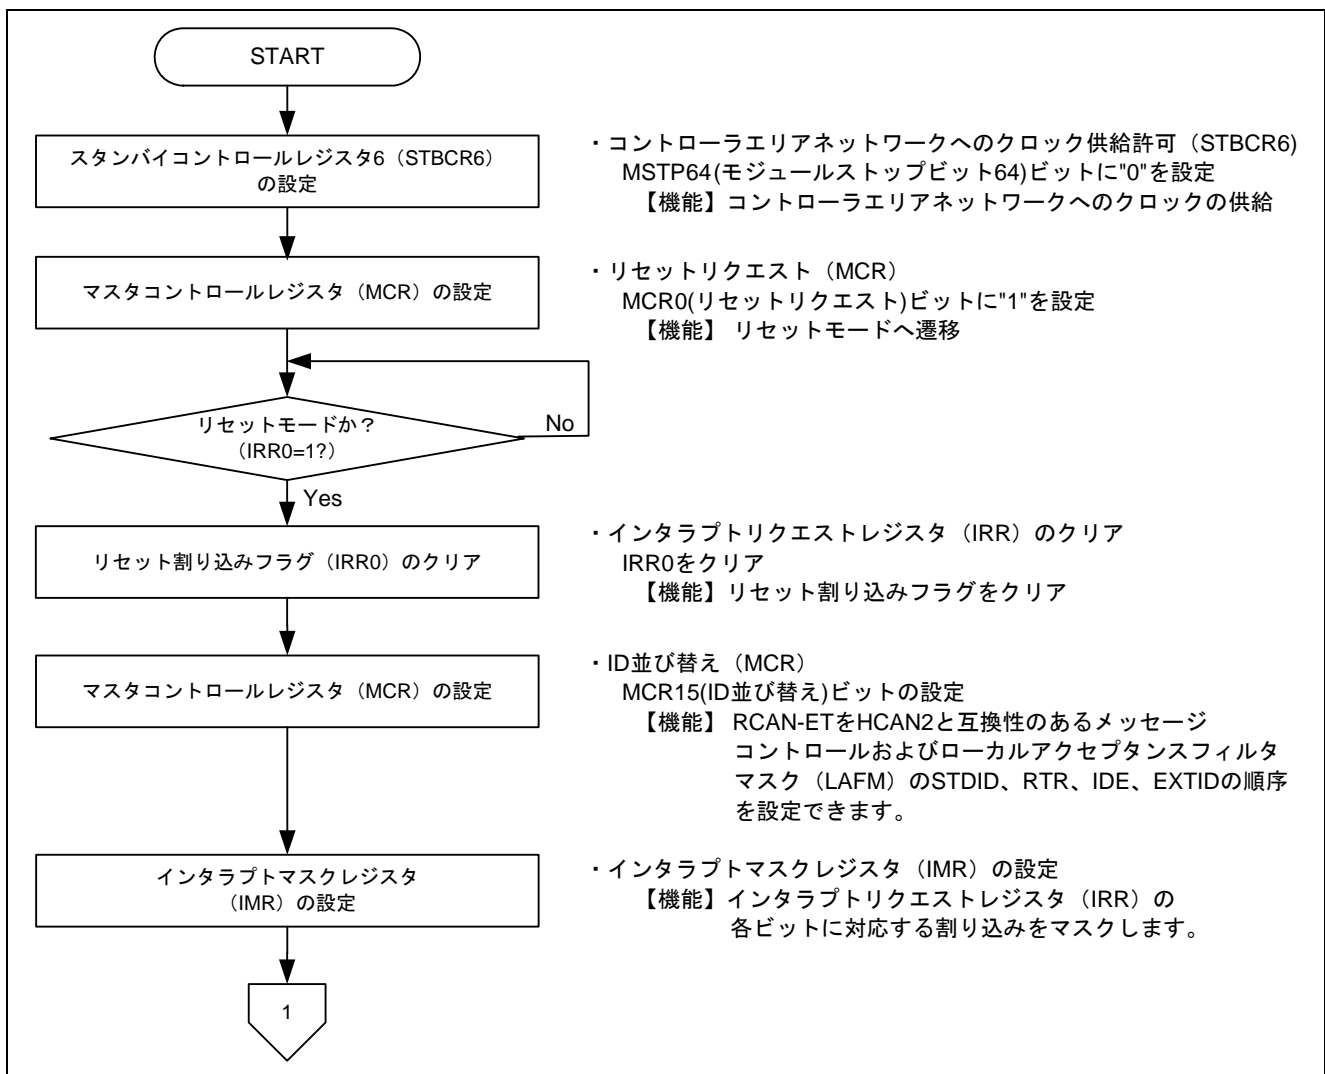 START
スタンバイコントロールレジスタ6（STBCR6）
の設定
・コントローラエリアネットワークへのクロック供給許可（STBCR6)
MSTP64(モジュールストップビット64)ビットに"0"を設定
【機能】コントローラエリアネットワークへのクロックの供給
マスタコントロールレジスタ（MCR）の設定
・リセットリクエスト（MCR）
MCR0(リセットリクエスト)ビットに"1"を設定
【機能】 リセットモードへ遷移
リセットモードか？
（IRR0=1?）
No
Yes
リセット割り込みフラグ（IRR0）のクリア
・インタラプトリクエストレジスタ（IRR）のクリア
IRR0をクリア
【機能】リセット割り込みフラグをクリア
マスタコントロールレジスタ（MCR）の設定
・ID並び替え（MCR）
MCR15(ID並び替え)ビットの設定
【機能】 RCAN-ETをHCAN2と互換性のあるメッセージ
コントロールおよびローカルアクセプタンスフィルタ
マスク（LAFM）のSTDID、RTR、IDE、EXTIDの順序
を設定できます。
インタラプトマスクレジスタ
（IMR）の設定
・インタラプトマスクレジスタ（IMR）の設定
【機能】インタラプトリクエストレジスタ（IRR）の
各ビットに対応する割り込みをマスクします。
1